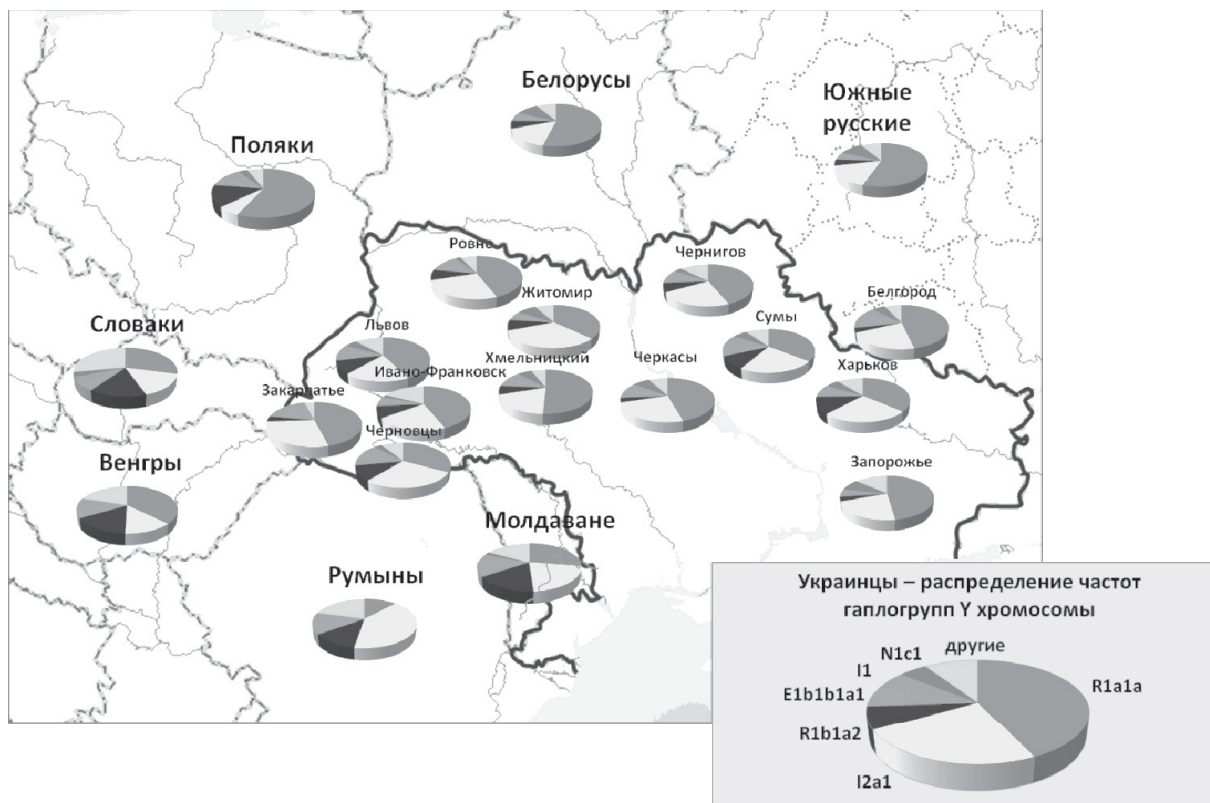 Белорусы
Южные
русские
Поляки
Ровно
Чернигов
Житомир
Белгород
Словаки
Львов
Сумы
Хмельницкий
Черкасы
Харьков
Ивано-Франковск
Закарпатье
Черновцы
Венгры
Запорожье
Молдаване
Румыны
Украинцы – распределение частот
гаплогрупп Y хромосомы
другие
N1c1
I1
R1a1a
E1b1b1a1
R1b1a2
I2a1